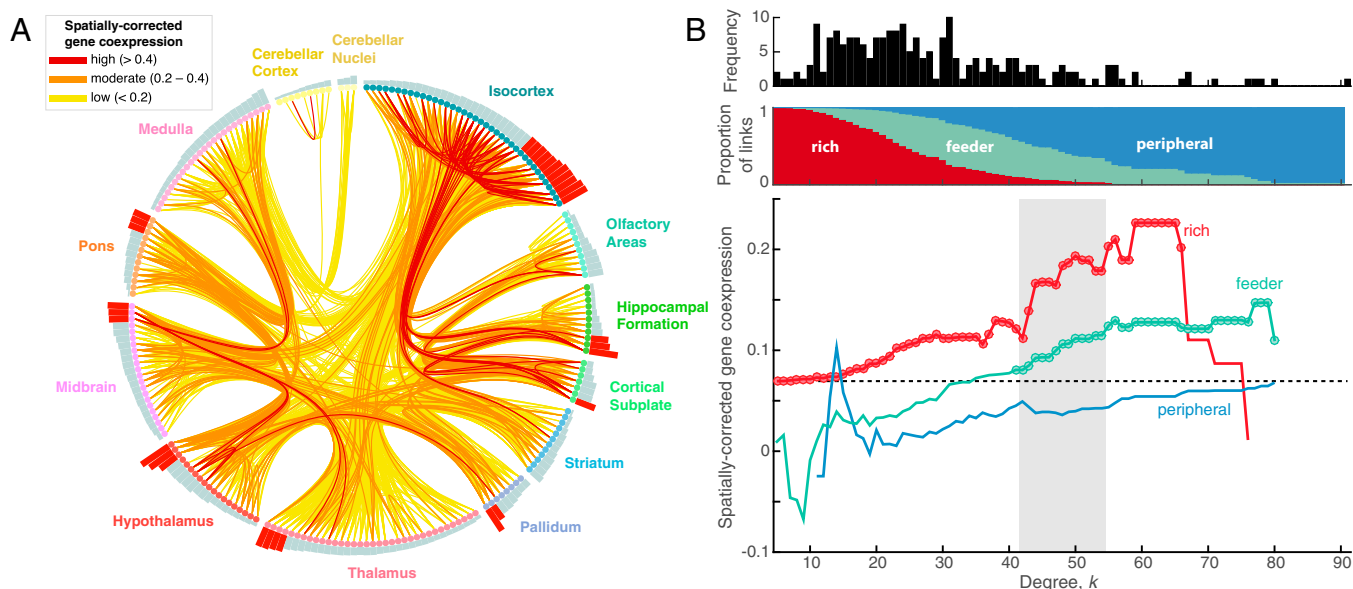 A
Spatially-corrected
gene coexpression
high (> 0.4)
moderate (0.2 – 0.4)
low (< 0.2)
Cerebellar
Cortex
Cerebellar
Nuclei
Isocortex
Medulla
Olfactory
Areas
Pons
Hippocampal
Formation
Midbrain
Cortical
Subplate
Striatum
Hypothalamus
Pallidum
Thalamus
B
Frequency
10
5
0
Proportion
of links
1
0
rich
feeder
peripheral
Spatially-corrected gene coexpression
0.2
0.1
0
-0.1
rich
feeder
peripheral
10 20 30 40 50 60 70 80 90
Degree, k